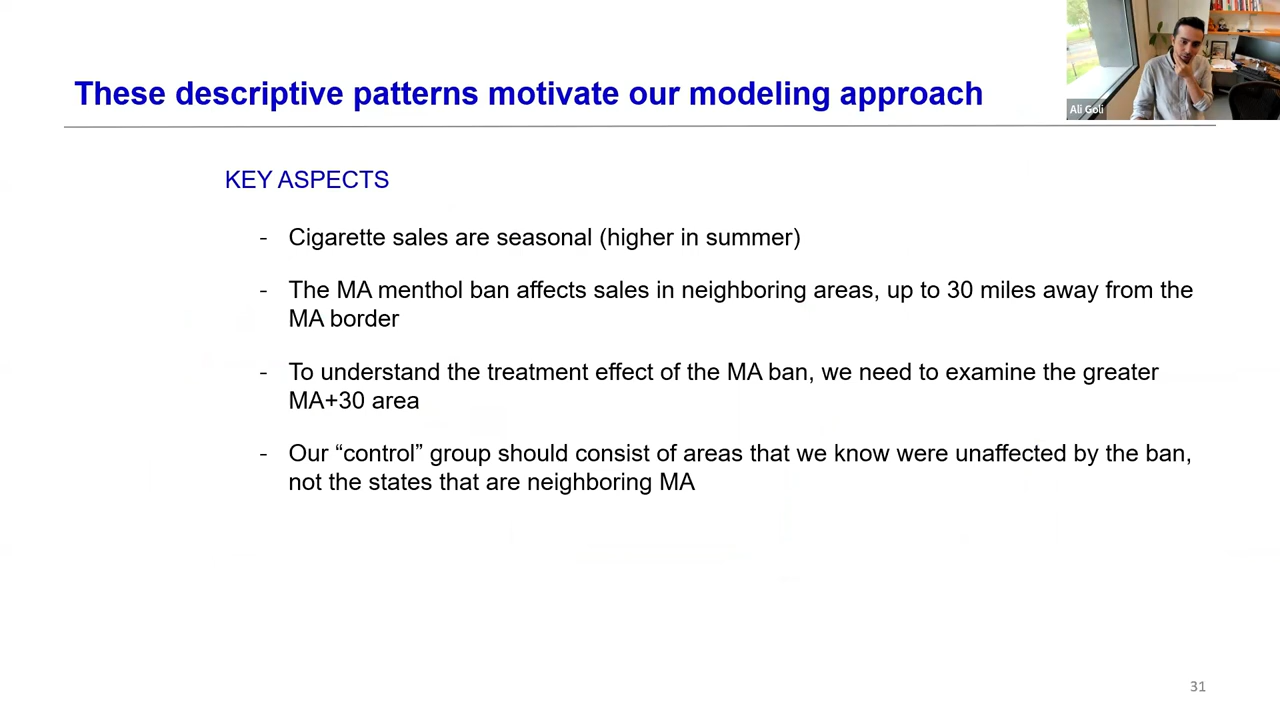 These descriptive patterns motivate our modeling approach
Ali Goli
KEY ASPECTS
- Cigarette sales are seasonal (higher in summer)
- The MA menthol ban affects sales in neighboring areas, up to 30 miles away from the
MA border
- To understand the treatment effect of the MA ban, we need to examine the greater
MA+30 area
- Our “control” group should consist of areas that we know were unaffected by the ban,
not the states that are neighboring MA
31